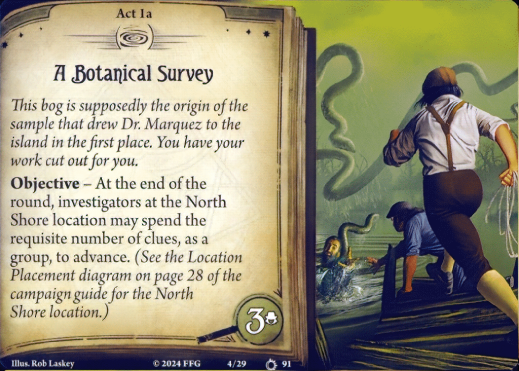 Act 1a
A Botanical Survey
This bog is supposedly the origin of the
sample that drew Dr. Marquez to the
island in the first place. You have your
work cut out for you.
Objective – At the end of the
round, investigators at the North
Shore location may spend the
requisite number of clues, as a
group, to advance. (See the Location
Placement diagram on page 28 of the
campaign guide for the North
Shore location.)
3
Illus. Rob Laskey © 2024 FFG 4/29 91